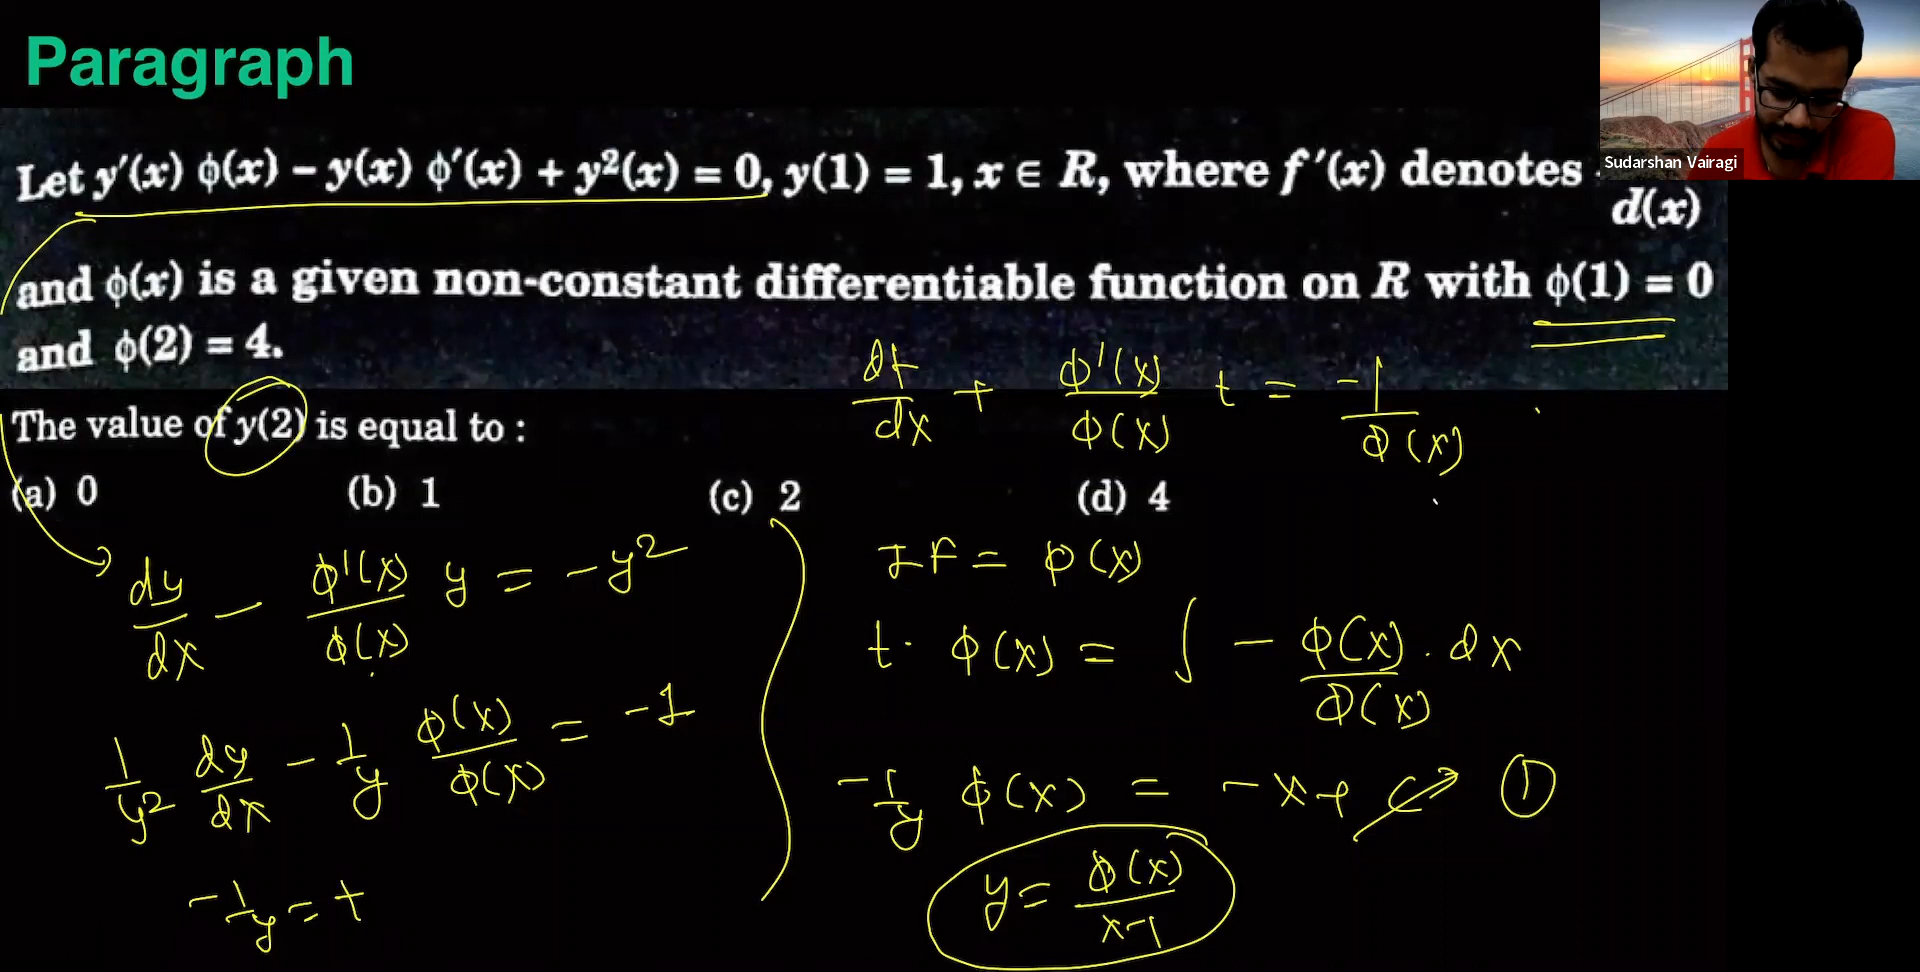 Paragraph
Sudarshan Vairagi
Let y′(x) ϕ(x) – y(x) ϕ′(x) + y²(x) = 0, y(1) = 1, x ∈ R, where f ′(x) denotes
d(x)
and ϕ(x) is a given non-constant differentiable function on R with ϕ(1) = 0
and ϕ(2) = 4.
The value of y(2) is equal to :
(a) 0 (b) 1 (c) 2 (d) 4
dy/dx – ϕ'(x)/ϕ(x) y = -y²
1/y² dy/dx - 1/y ϕ(x)/ϕ(x) = -1
-1/y = t
dt/dx + ϕ'(x)/ϕ(x) t = -1/ϕ(x)
IF = ϕ(x)
t. ϕ(x) = ∫ - ϕ(x)/ϕ(x) . dx
-1/y ϕ(x) = -x + c 1
y = ϕ(x)/x-1